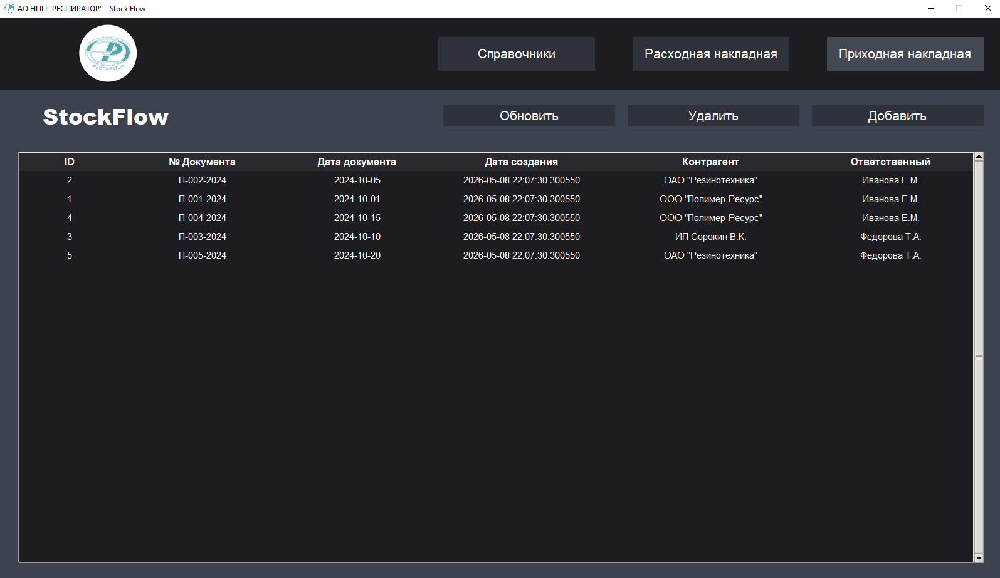 АО НПП "РЕСПИРАТОР" - Stock Flow
•РЕСПИРАТОР•
Справочники Расходная накладная Приходная накладная
StockFlow
Обновить Удалить Добавить
ID № Документа Дата документа Дата создания Контрагент Ответственный
2 П-002-2024 2024-10-05 2026-05-08 22:07:30.300550 ОАО "Резинотехника" Иванова Е.М.
1 П-001-2024 2024-10-01 2026-05-08 22:07:30.300550 ООО "Полимер-Ресурс" Иванова Е.М.
4 П-004-2024 2024-10-15 2026-05-08 22:07:30.300550 ООО "Полимер-Ресурс" Иванова Е.М.
3 П-003-2024 2024-10-10 2026-05-08 22:07:30.300550 ИП Сорокин В.К. Федорова Т.А.
5 П-005-2024 2024-10-20 2026-05-08 22:07:30.300550 ОАО "Резинотехника" Федорова Т.А.